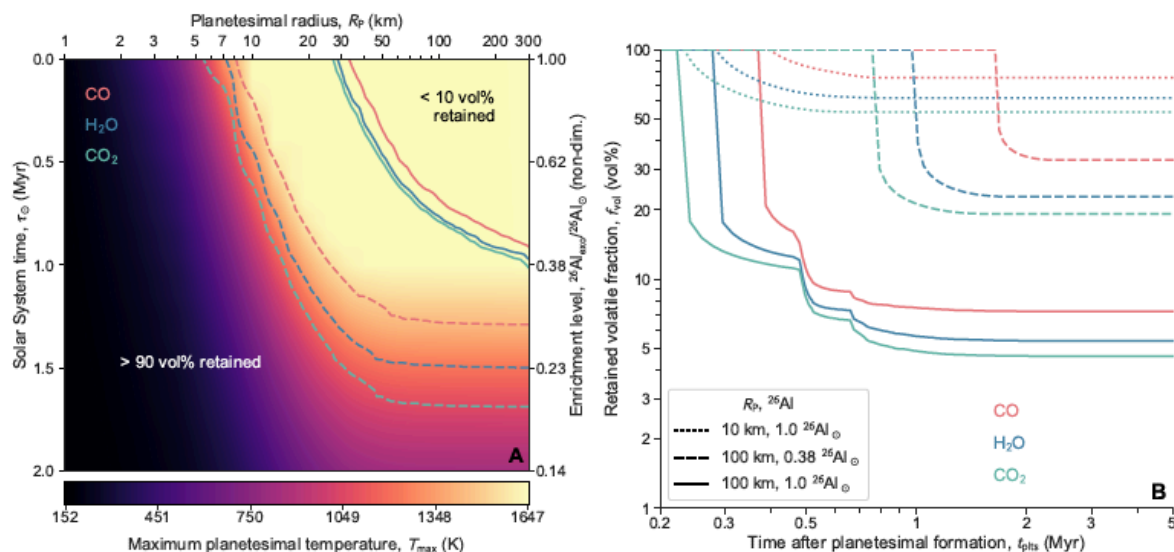 Planetesimal radius, R_P (km)
1 2 3 5 7 10 20 30 50 100 200 300
0.0
0.5
1.0
1.5
2.0
Solar System time, τ_☉ (Myr)
CO
H₂O
CO₂
< 10 vol%
retained
> 90 vol% retained
A
1.00
0.62
0.38
0.23
0.14
Enrichment level, ²⁶Al_exo/²⁶Al_☉ (non-dim.)
152 451 750 1049 1348 1647
Maximum planetesimal temperature, T_max (K)
100
50
30
20
10
5
3
2
1
Retained volatile fraction, f_vol (vol%)
R_P, ²⁶Al
10 km, 1.0 ²⁶Al_☉
100 km, 0.38 ²⁶Al_☉
100 km, 1.0 ²⁶Al_☉
CO
H₂O
CO₂
B
0.2 0.3 0.5 1 2 5
Time after planetesimal formation, t_plts (Myr)